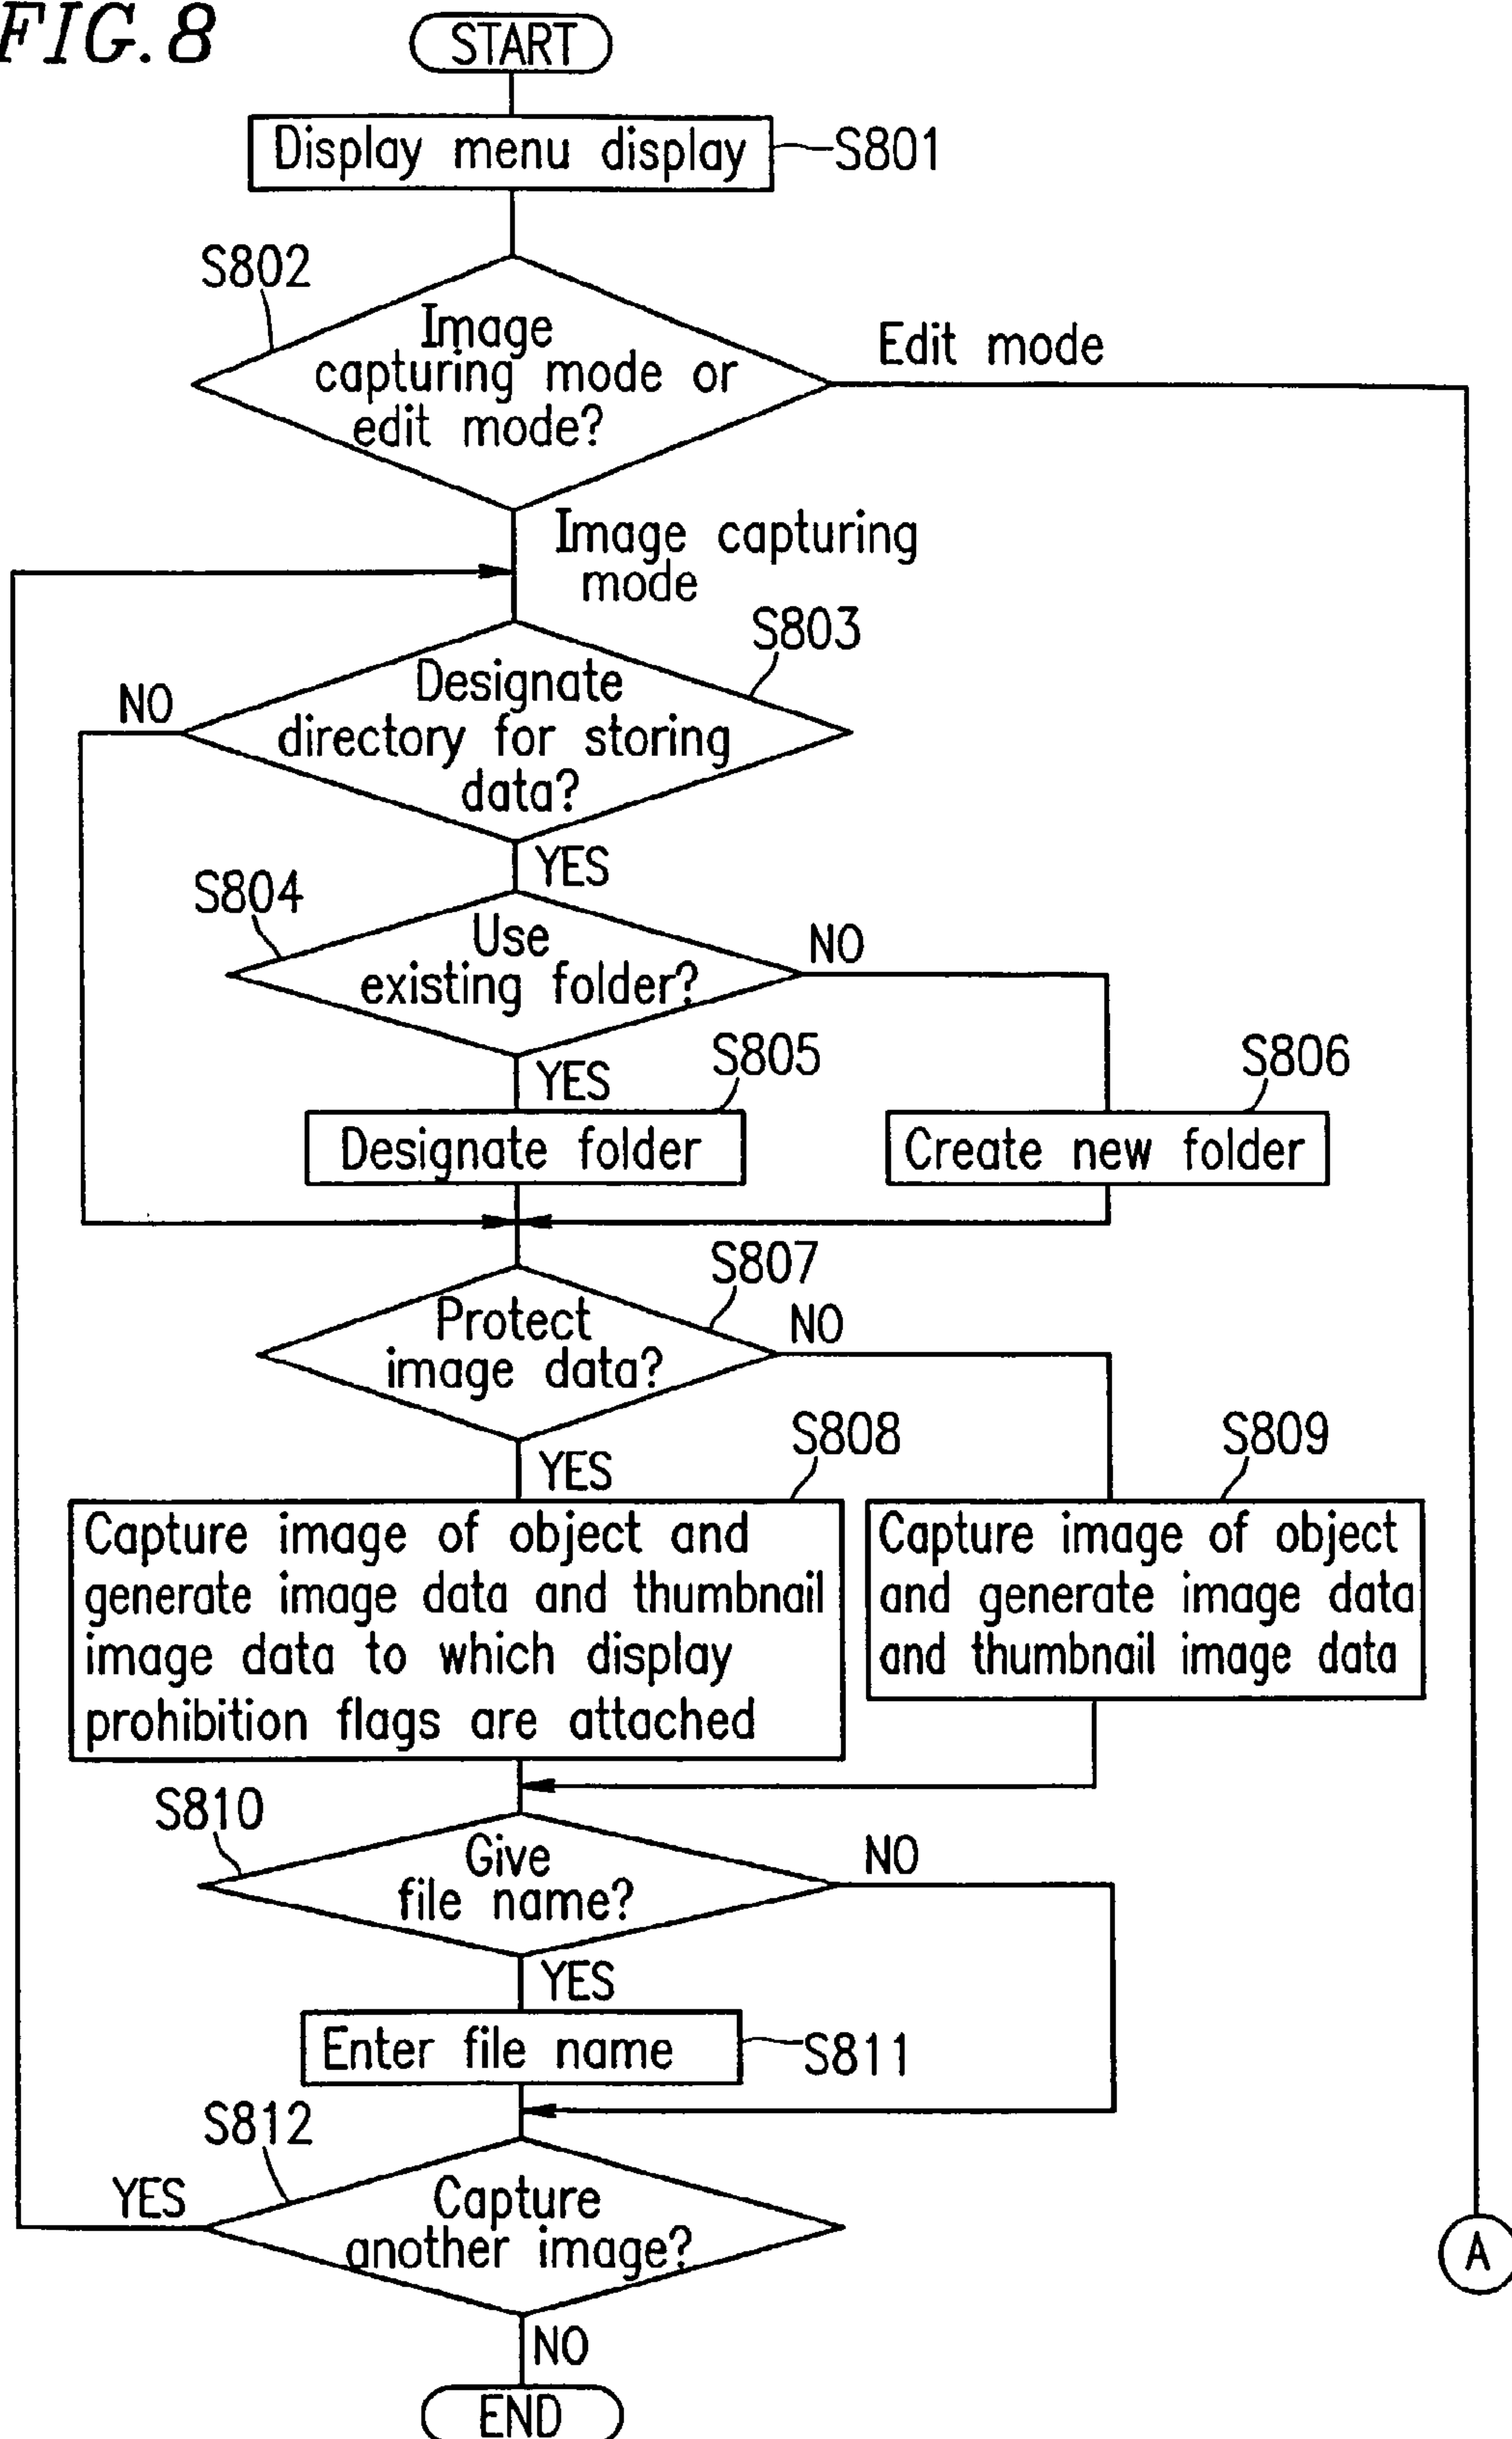 FIG. 8
START
Display menu display
S801
S802
Image
capturing mode or
edit mode?
Edit mode
Image capturing
mode
S803
Designate
directory for storing
data?
NO
YES
S804
Use
existing folder?
NO
YES
S805
Designate folder
S806
Create new folder
S807
Protect
image data?
NO
YES
S808
Capture image of object and
generate image data and thumbnail
image data to which display
prohibition flags are attached
S809
Capture image of object
and generate image data
and thumbnail image data
S810
Give
file name?
NO
YES
Enter file name
S811
S812
Capture
another image?
YES
NO
A
END